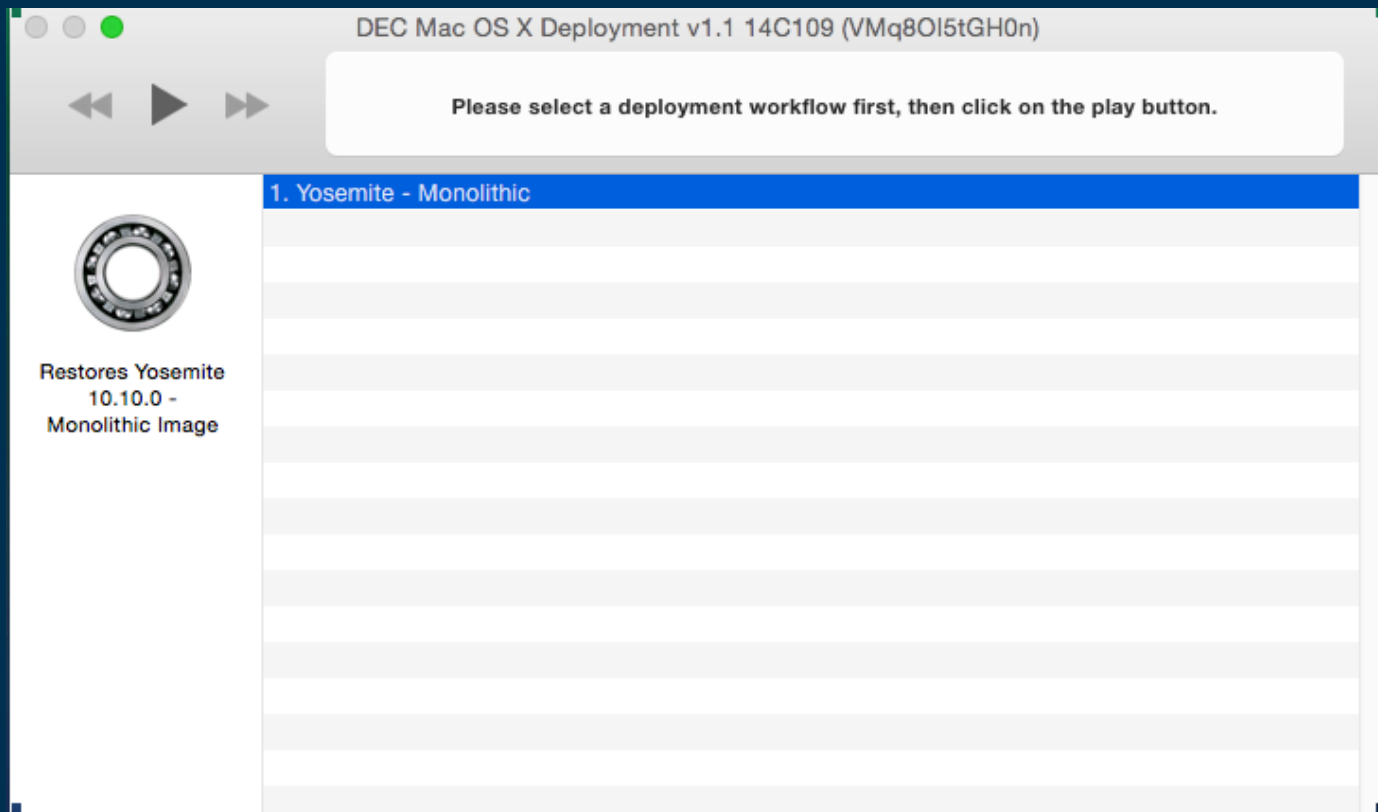 DEC Mac OS X Deployment v1.1 14C109 (VMq8OI5tGH0n)
Please select a deployment workflow first, then click on the play button.
1. Yosemite - Monolithic
Restores Yosemite
10.10.0 -
Monolithic Image